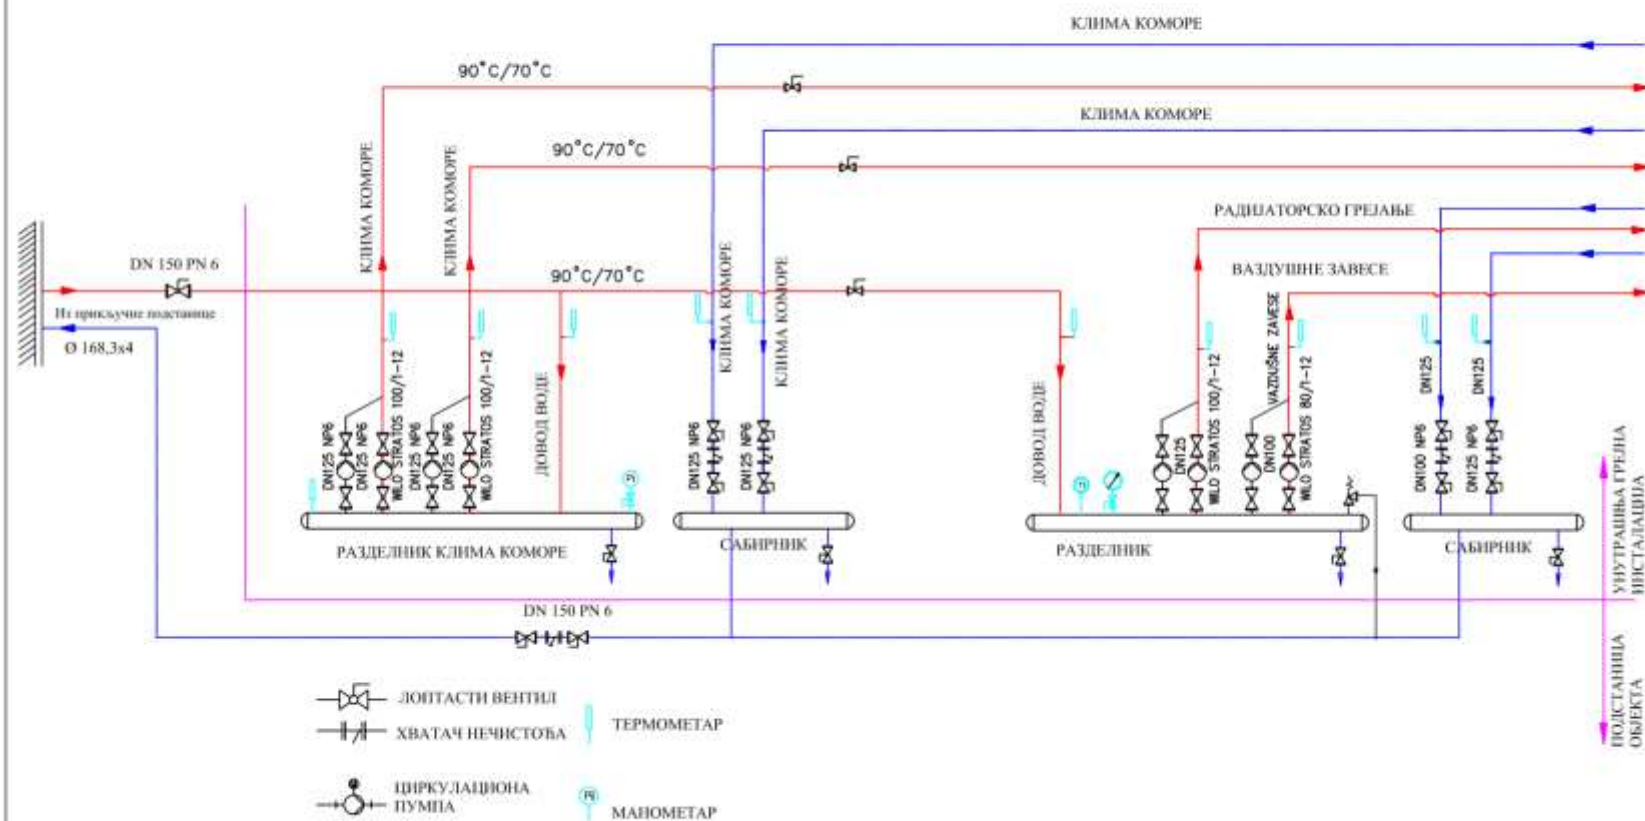 КЛИМА КОМОРЕ
90°C/70°C
КЛИМА КОМОРЕ
90°C/70°C
КЛИМА КОМОРЕ
КЛИМА КОМОРЕ
РАДИЈАТОРСКО ГРЕЈАЊЕ
DN 150 PN 6
90°C/70°C
ВАЗДУШНЕ ЗАВЕСЕ
Из прикључне подстанице
Ø 168,3x4
КЛИМА КОМОРЕ
КЛИМА КОМОРЕ
DN125 NP6
DN125 NP6
WILO STRATOS 100/1-12
DN125 NP6
DN125 NP6
WILO STRATOS 100/1-12
ДОВОД ВОДЕ
DN125 NP6
DN125 NP6
ДОВОД ВОДЕ
DN125
WILO STRATOS 100/1-12
VAZDUŠNE ZAVESE
DN100
WILO STRATOS 80/1-12
DN125
DN125
DN100 NP6
DN125 NP6
РАЗДЕЛНИК КЛИМА КОМОРЕ
САБИРНИК
РАЗДЕЛНИК
САБИРНИК
УНУТРАШЊА ГРЕЈНА
ИНСТАЛАЦИЈА
DN 150 PN 6
ПОДСТАНИЦА
ОБЈЕКТА
ЛОПТАСТИ ВЕНТИЛ
ХВАТАЧ НЕЧИСТОЋА
ТЕРМОМЕТАР
ЦИРКУЛАЦИОНА
ПУМПА
МАНОМЕТАР